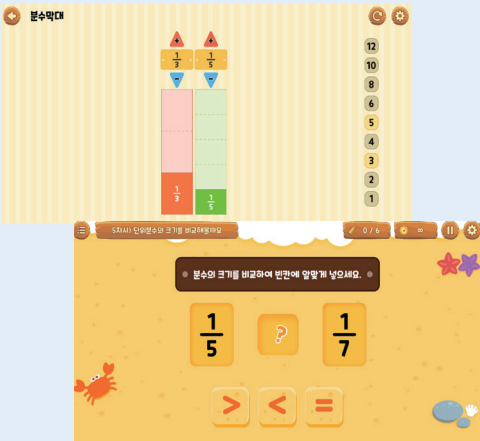 분수막대
+ +
1/3 1/5
- -
12
10
8
6
5
4
3
2
1
1/3 1/5
5차시) 단위분수의 크기를 비교해볼까요
0 / 6
∞
분수의 크기를 비교하여 빈칸에 알맞게 넣으세요.
1/5 ? 1/7
> < =